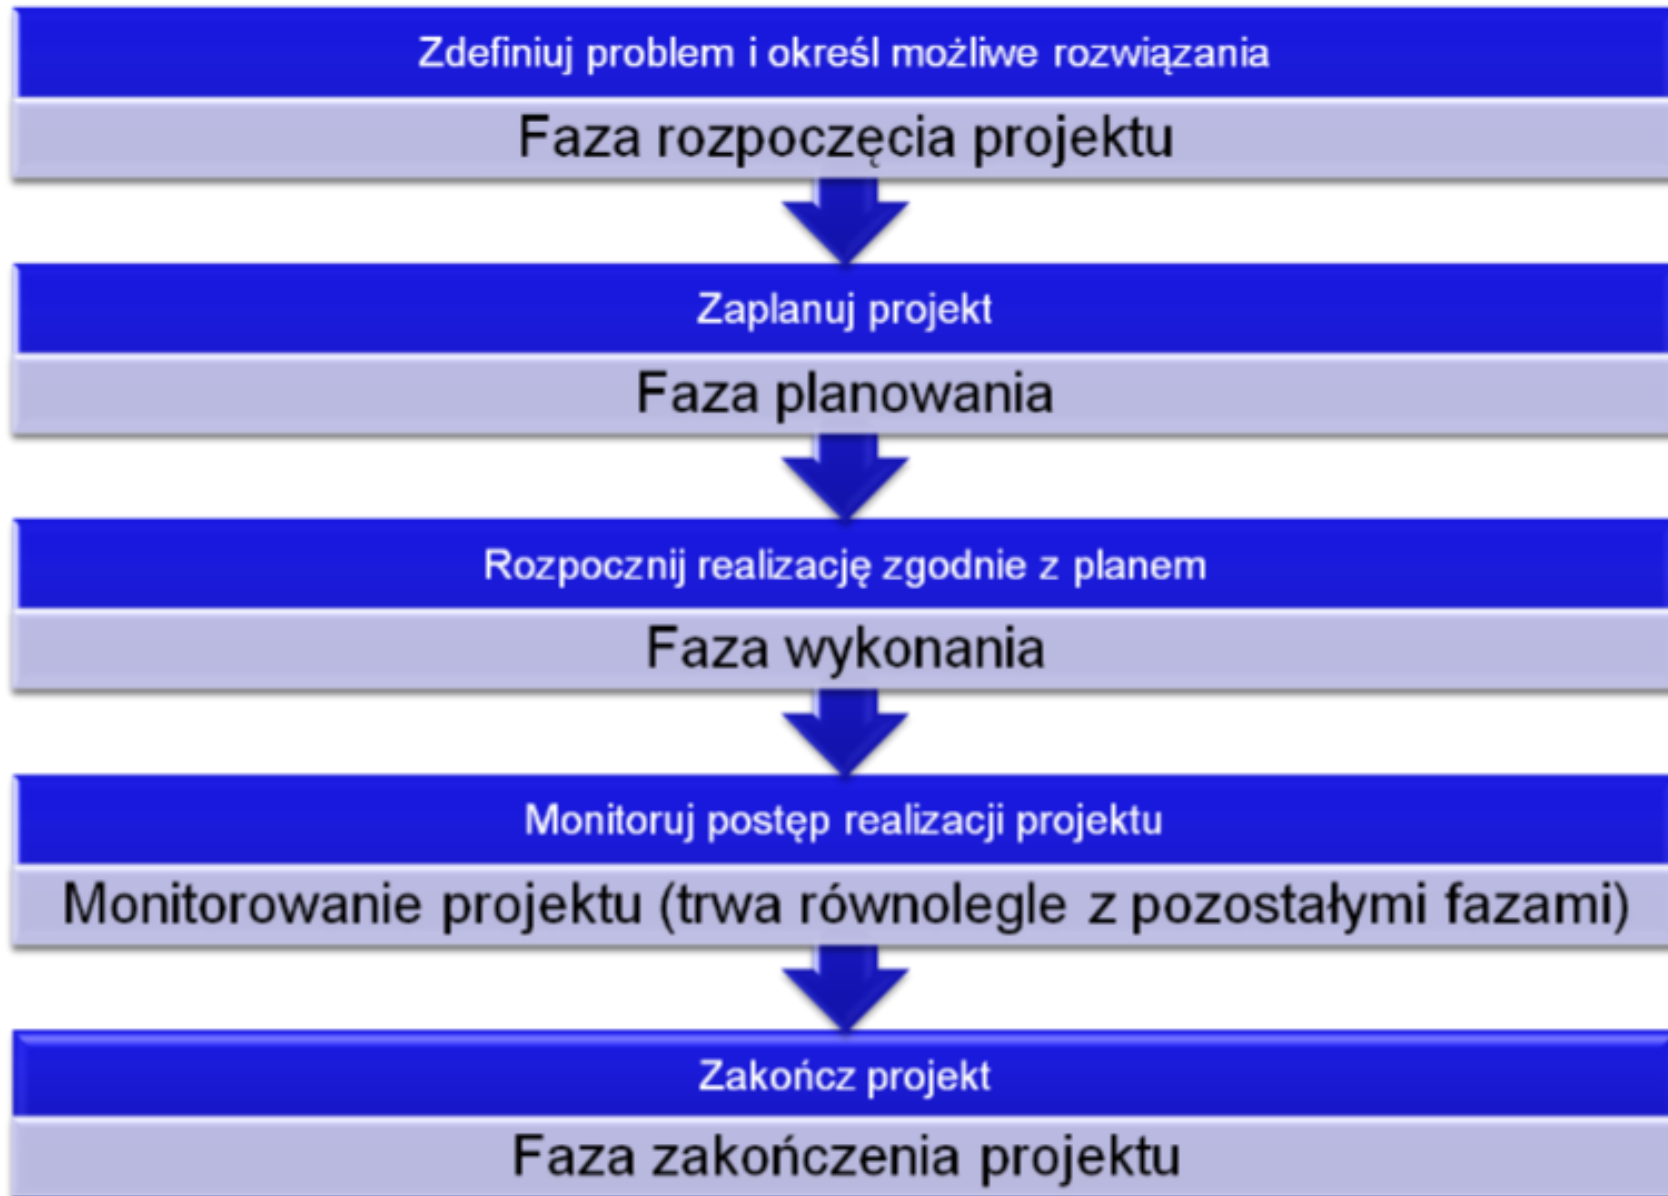 Zdefiniuj problem i określ możliwe rozwiązania
Faza rozpoczęcia projektu
Zaplanuj projekt
Faza planowania
Rozpocznij realizację zgodnie z planem
Faza wykonania
Monitoruj postęp realizacji projektu
Monitorowanie projektu (trwa równolegle z pozostałymi fazami)
Zakończ projekt
Faza zakończenia projektu